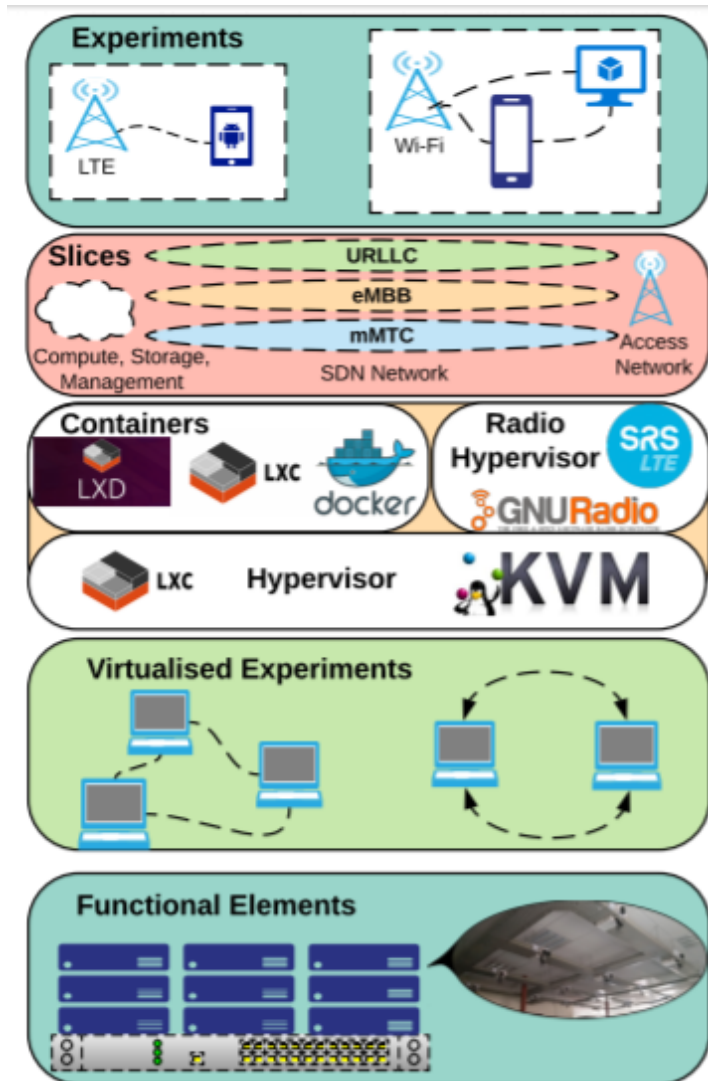 Experiments
LTE
Wi-Fi
Slices
URLLC
eMBB
mMTC
Compute, Storage,
Management
SDN Network
Access
Network
Containers
LXD
LXC
docker
Radio
Hypervisor
SRS
LTE
GNURadio
LXC
Hypervisor
KVM
Virtualised Experiments
Functional Elements